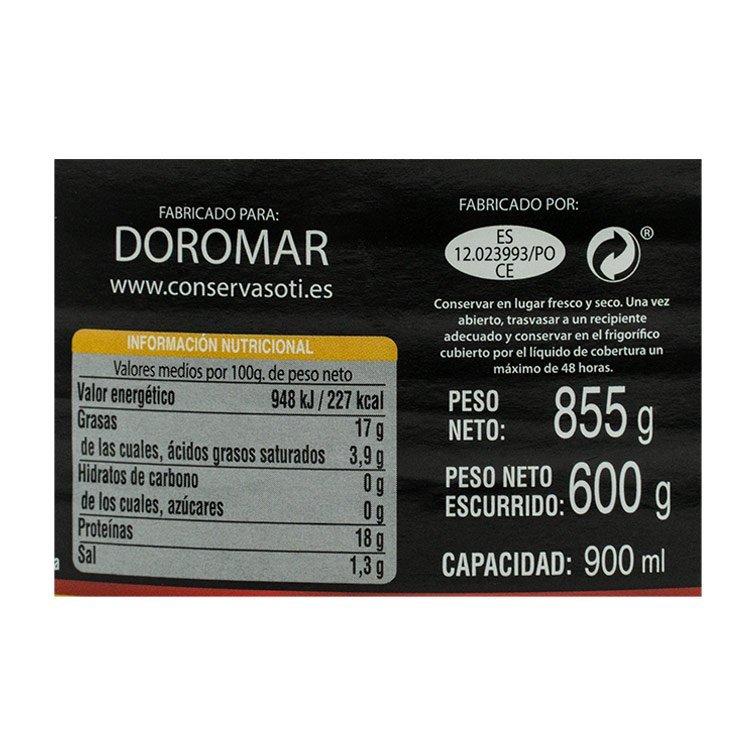 FABRICADO PARA:
DOROMAR
www.conservasoti.es
INFORMACIÓN NUTRICIONAL
Valores medios por 100g. de peso neto
Valor energético 948 kJ / 227 kcal
Grasas 17 g
de las cuales, ácidos grasos saturados 3,9 g
Hidratos de carbono 0 g
de los cuales, azúcares 0 g
Proteínas 18 g
Sal 1,3 g
FABRICADO POR:
ES
12.023993/PO
CE
®
Conservar en lugar fresco y seco. Una vez
abierto, trasvasar a un recipiente
adecuado y conservar en el frigorífico
cubierto por el líquido de cobertura un
máximo de 48 horas.
PESO
NETO: 855 g
PESO NETO
ESCURRIDO: 600 g
CAPACIDAD: 900 ml